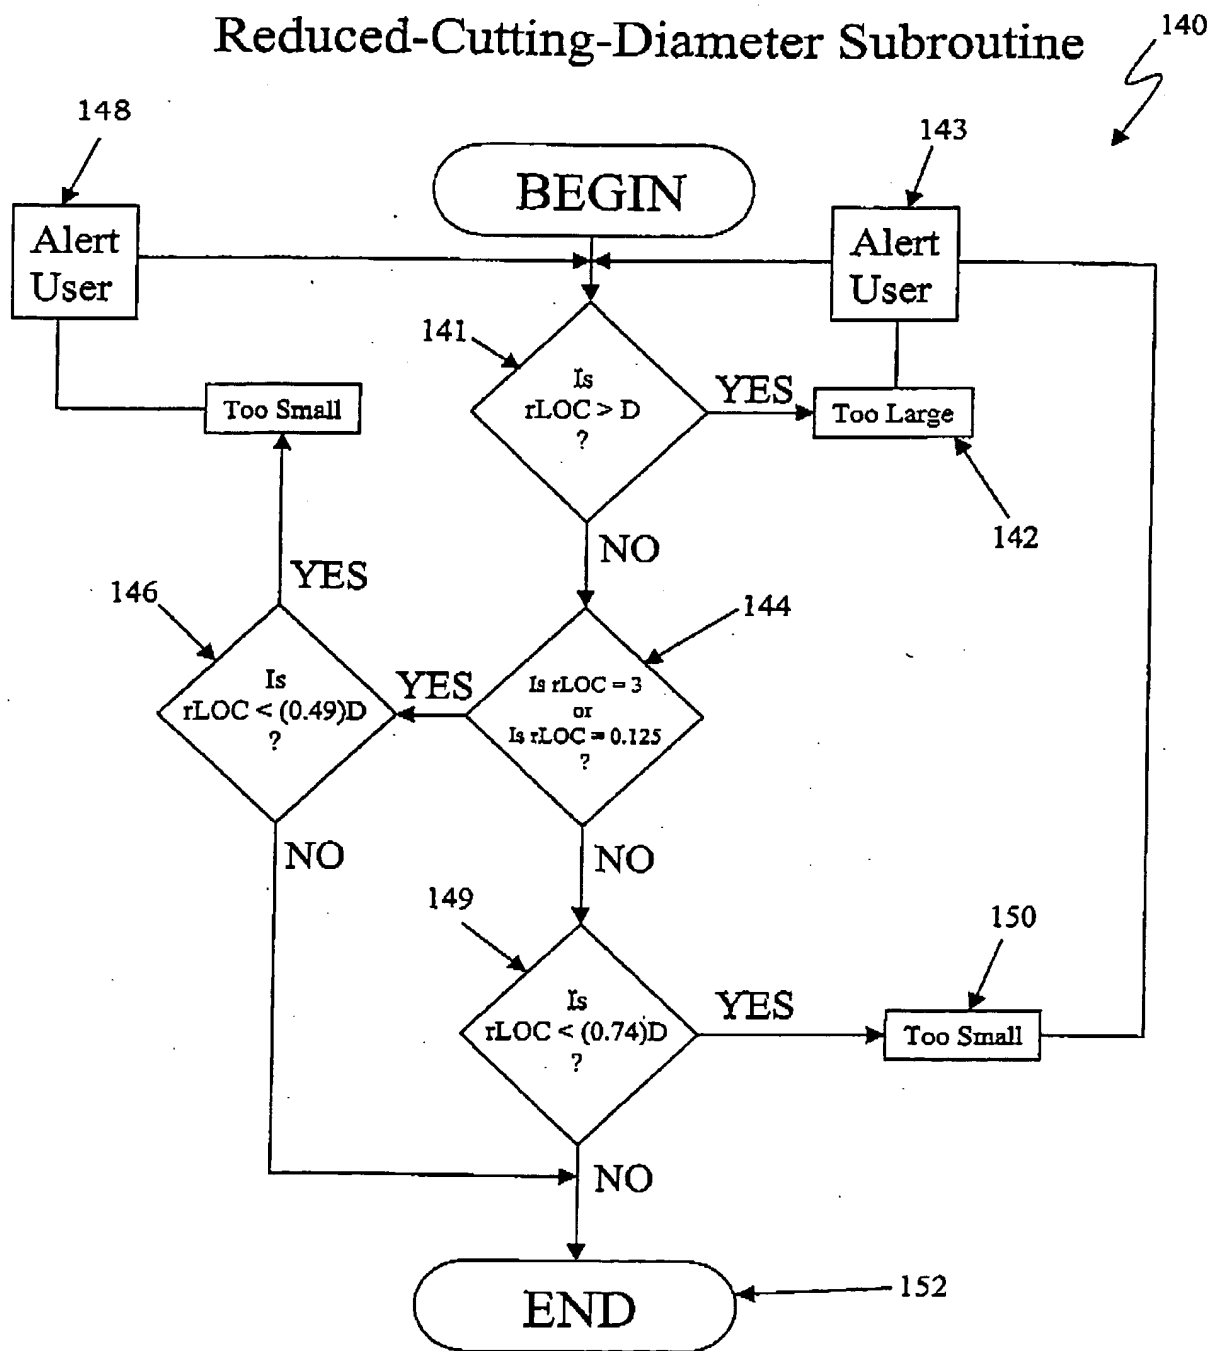 Reduced-Cutting-Diameter Subroutine
140
148
143
BEGIN
Alert
User
Alert
User
141
Is
rLOC > D
?
YES
Too Large
Too Small
142
NO
YES
146
144
Is
rLOC < (0.49)D
?
YES
Is rLOC = 3
or
Is rLOC = 0.125
?
NO
NO
149
150
Is
rLOC < (0.74)D
?
YES
Too Small
NO
END
152